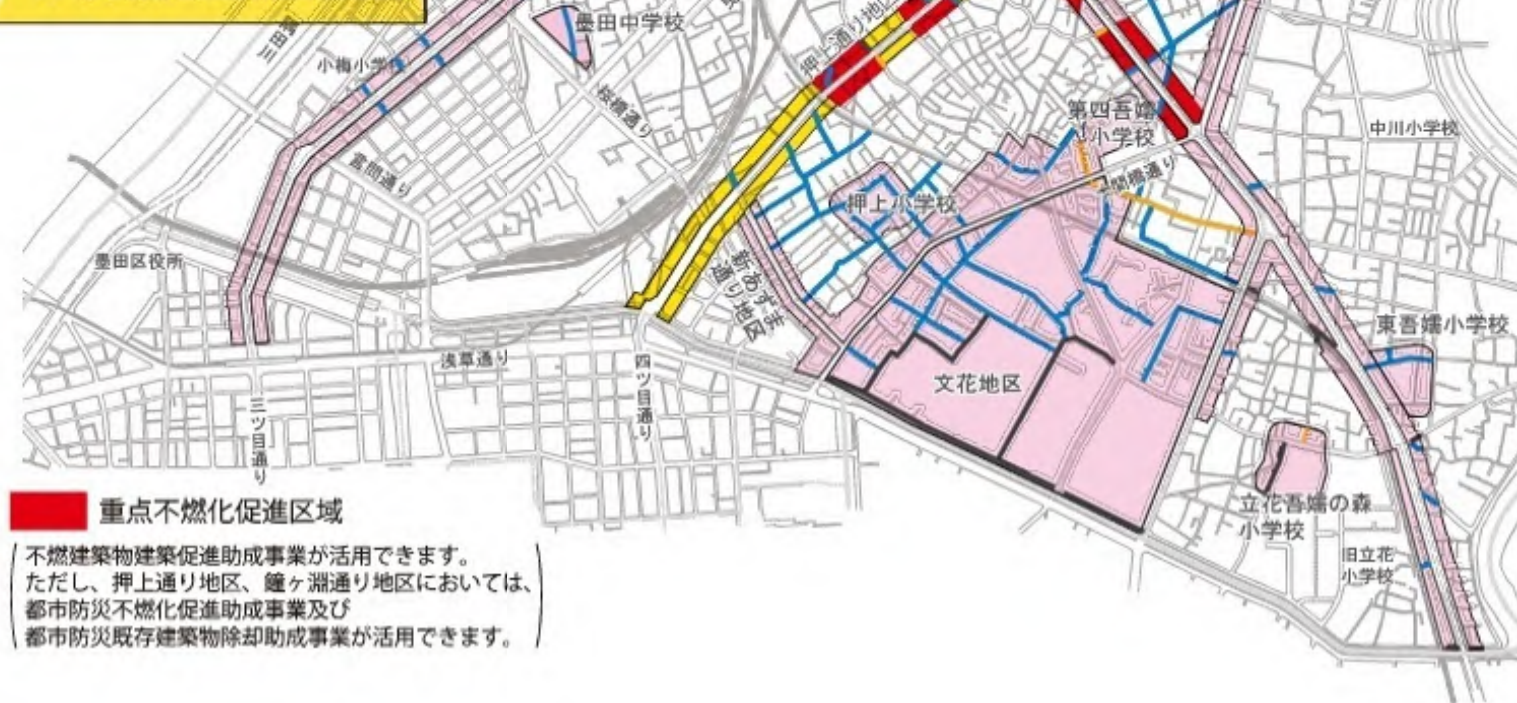 墨田中学校
隅田川
小梅小学校
押上通り地区
桜橋通り
第四吾嬬
小学校
中川小学校
言問通り
押上小学校
墨田区役所
新あずま
通り地区
東吾嬬小学校
浅草通り
四ツ目通り
文花地区
三ツ目通り
重点不燃化促進区域
立花吾嬬の森
小学校
不燃建築物建築促進助成事業が活用できます。
ただし、押上通り地区、鐘ヶ淵通り地区においては、
都市防災不燃化促進助成事業及び
都市防災既存建築物除却助成事業が活用できます。
旧立花
小学校